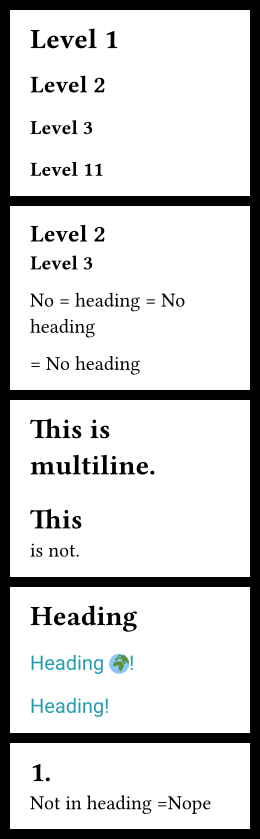 Level 1
Level 2
Level 3
Level 11
Level 2
Level 3
No = heading = No
heading
= No heading
This is
multiline.
This
is not.
Heading
Heading 🌍!
Heading!
1.
Not in heading =Nope